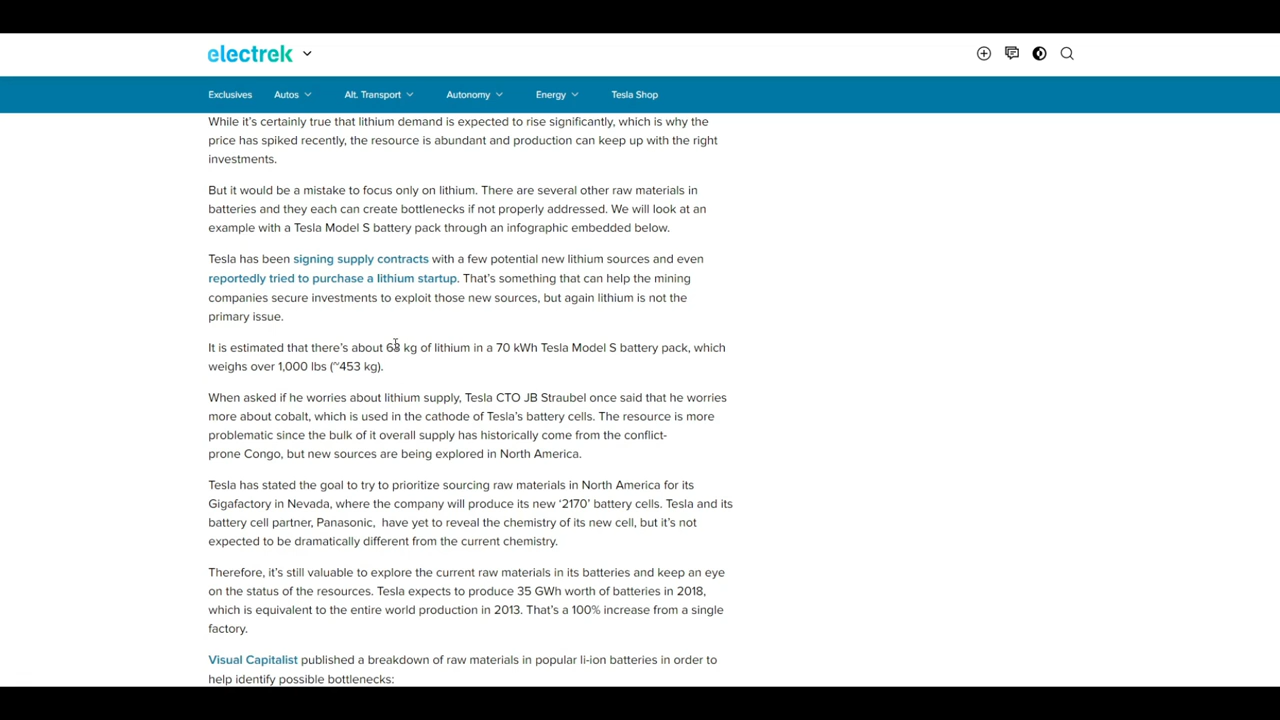 electrek
Exclusives Autos Alt. Transport Autonomy Energy Tesla Shop
While it's certainly true that lithium demand is expected to rise significantly, which is why the
price has spiked recently, the resource is abundant and production can keep up with the right
investments.
But it would be a mistake to focus only on lithium. There are several other raw materials in
batteries and they each can create bottlenecks if not properly addressed. We will look at an
example with a Tesla Model S battery pack through an infographic embedded below.
Tesla has been signing supply contracts with a few potential new lithium sources and even
reportedly tried to purchase a lithium startup. That's something that can help the mining
companies secure investments to exploit those new sources, but again lithium is not the
primary issue.
It is estimated that there's about 63 kg of lithium in a 70 kWh Tesla Model S battery pack, which
weighs over 1,000 lbs (~453 kg).
When asked if he worries about lithium supply, Tesla CTO JB Straubel once said that he worries
more about cobalt, which is used in the cathode of Tesla's battery cells. The resource is more
problematic since the bulk of it overall supply has historically come from the conflict-
prone Congo, but new sources are being explored in North America.
Tesla has stated the goal to try to prioritize sourcing raw materials in North America for its
Gigafactory in Nevada, where the company will produce its new '2170' battery cells. Tesla and its
battery cell partner, Panasonic, have yet to reveal the chemistry of its new cell, but it's not
expected to be dramatically different from the current chemistry.
Therefore, it's still valuable to explore the current raw materials in its batteries and keep an eye
on the status of the resources. Tesla expects to produce 35 GWh worth of batteries in 2018,
which is equivalent to the entire world production in 2013. That's a 100% increase from a single
factory.
Visual Capitalist published a breakdown of raw materials in popular li-ion batteries in order to
help identify possible bottlenecks: